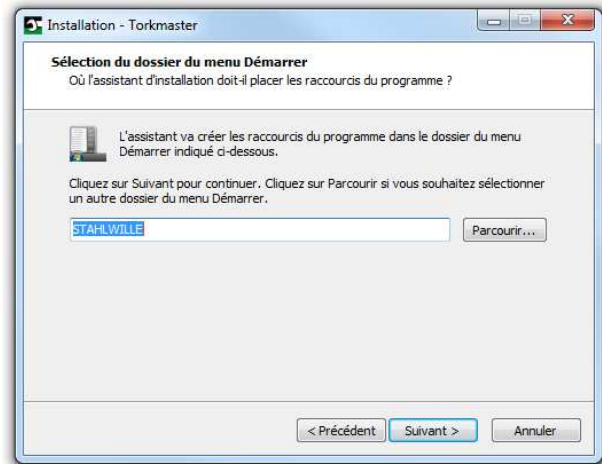 Installation - Torkmaster
Sélection du dossier du menu Démarrer
Où l'assistant d'installation doit-il placer les raccourcis du programme ?
L'assistant va créer les raccourcis du programme dans le dossier du menu
Démarrer indiqué ci-dessous.
Cliquez sur Suivant pour continuer. Cliquez sur Parcourir si vous souhaitez sélectionner
un autre dossier du menu Démarrer.
STAHLWILLE
Parcourir...
< Précédent
Suivant >
Annuler